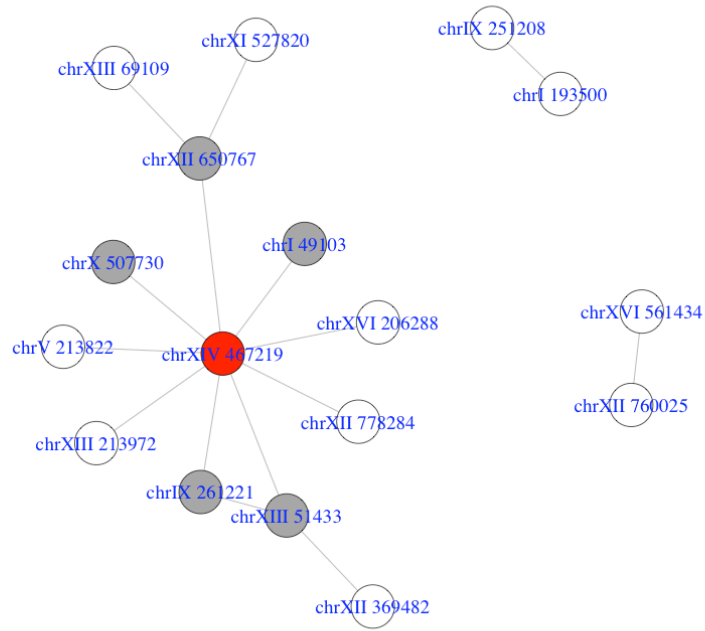 chrIX 251208
chrXI 527820
chrXIII 69109
chrI 193500
chrXII 650767
chrI 49103
chrX 507730
chrXVI 561434
chrXVI 206288
chrV 213822
chrXIV 467219
chrXII 760025
chrXII 778284
chrXIII 213972
chrIX 261221
chrXIII 51433
chrXII 369482